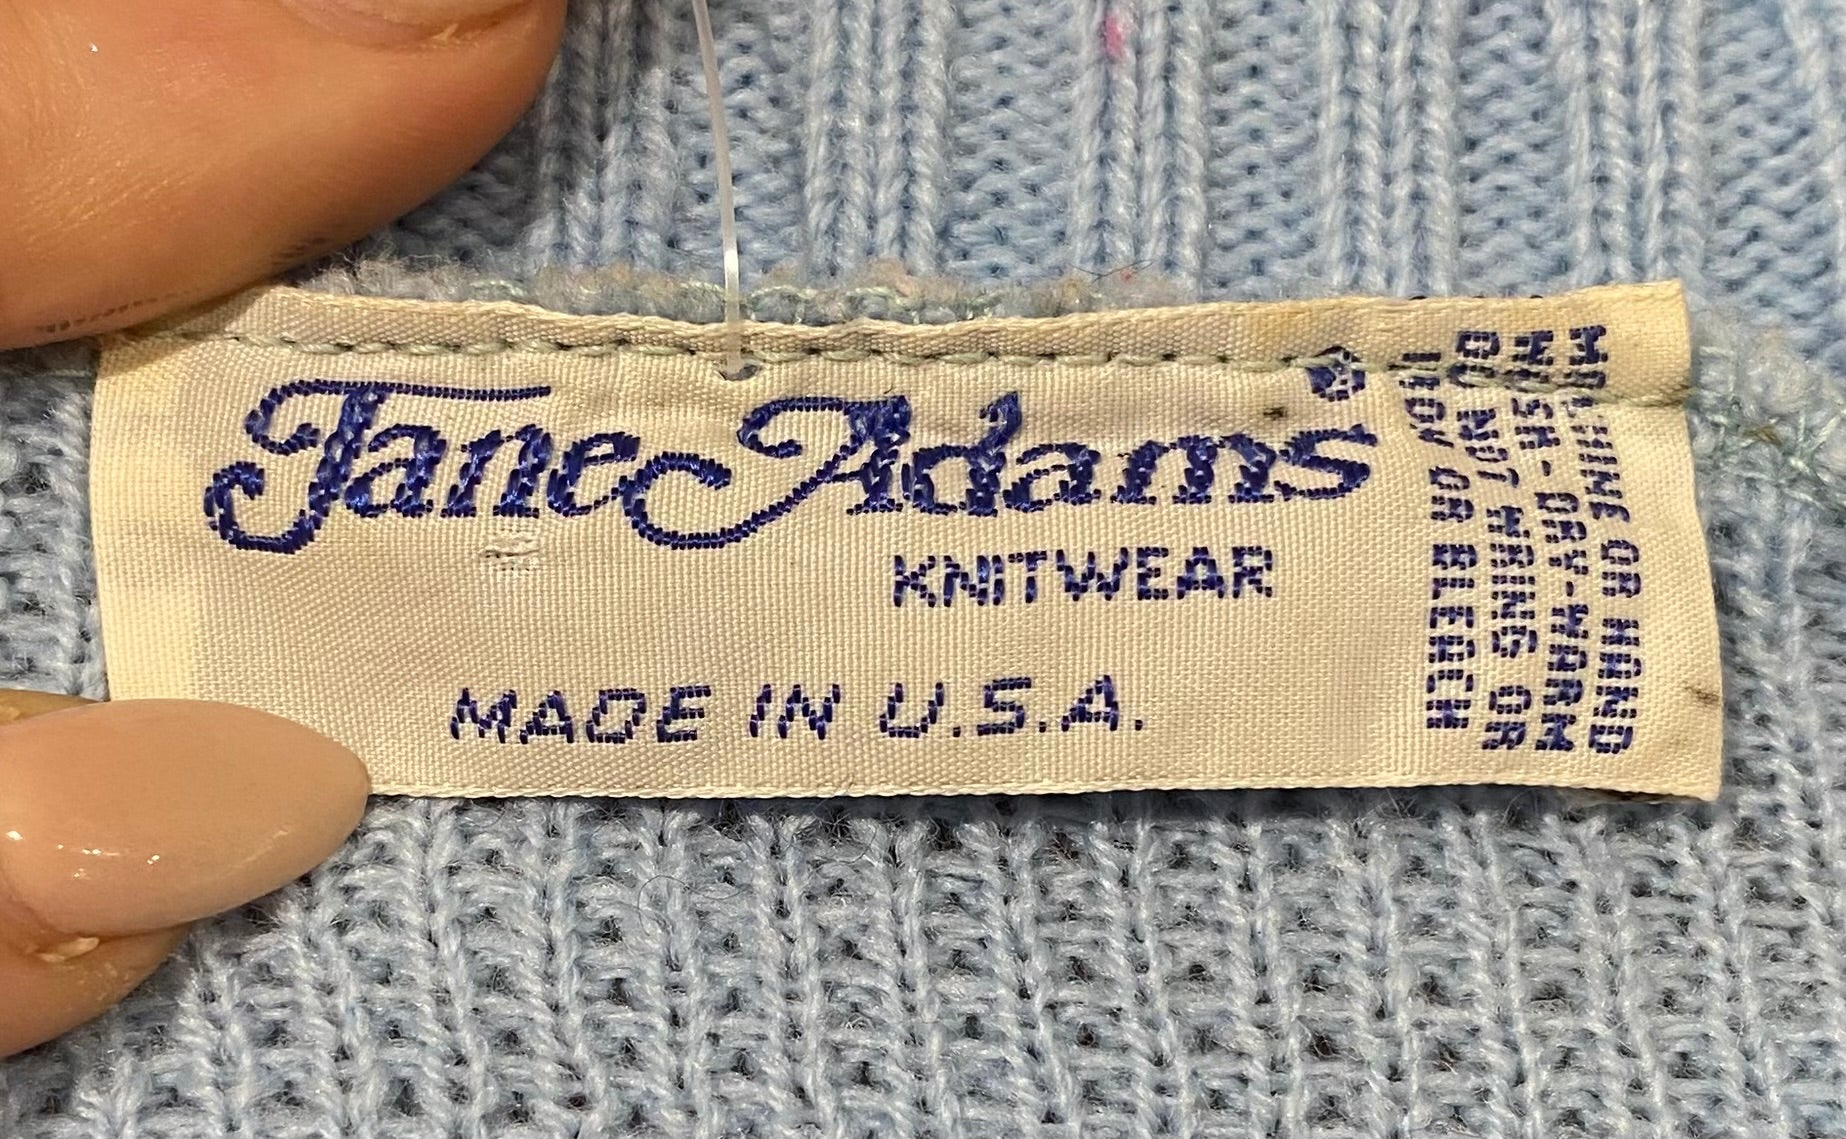 Jane Adams®
KNITWEAR
MADE IN U.S.A.
MACHINE OR HAND
WASH - DRY-WARM
DO NOT WRING OR
IRON OR BLEACH